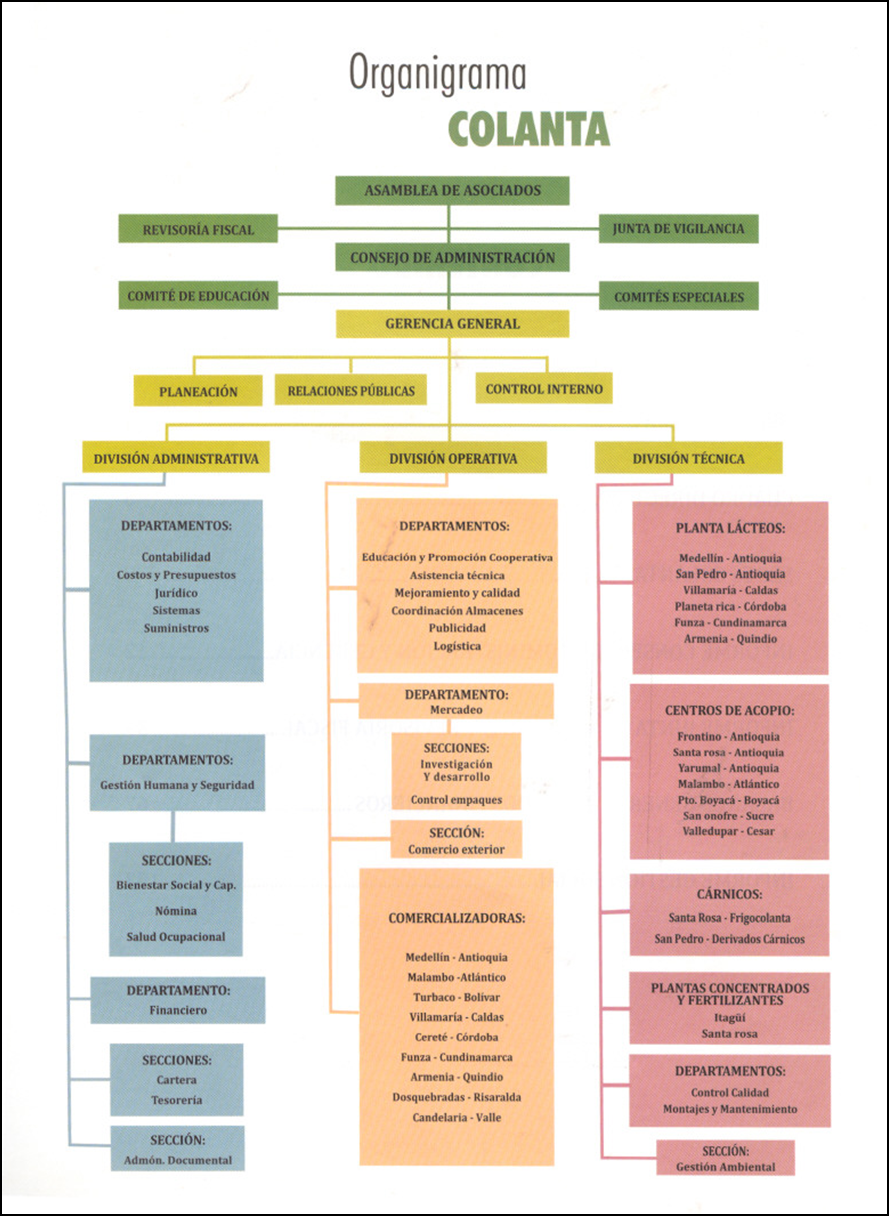 Organigrama
COLANTA
ASAMBLEA DE ASOCIADOS
REVISORÍA FISCAL
JUNTA DE VIGILANCIA
CONSEJO DE ADMINISTRACIÓN
COMITÉ DE EDUCACIÓN
COMITÉS ESPECIALES
GERENCIA GENERAL
PLANEACIÓN
RELACIONES PÚBLICAS
CONTROL INTERNO
DIVISIÓN ADMINISTRATIVA
DEPARTAMENTOS:
Contabilidad
Costos y Presupuestos
Jurídico
Sistemas
Suministros
DEPARTAMENTOS:
Gestión Humana y Seguridad
SECCIONES:
Bienestar Social y Cap.
Nómina
Salud Ocupacional
DEPARTAMENTO:
Financiero
SECCIONES:
Cartera
Tesorería
SECCIÓN:
Admón. Documental
DIVISIÓN OPERATIVA
DEPARTAMENTOS:
Educación y Promoción Cooperativa
Asistencia técnica
Mejoramiento y calidad
Coordinación Almacenes
Publicidad
Logística
DEPARTAMENTO:
Mercadeo
SECCIONES:
Investigación
Y desarrollo
Control empaques
SECCIÓN:
Comercio exterior
COMERCIALIZADORAS:
Medellín - Antioquia
Malambo -Atlántico
Turbaco - Bolívar
Villamaría - Caldas
Cereté - Córdoba
Funza - Cundinamarca
Armenia - Quindio
Dosquebradas - Risaralda
Candelaria - Valle
DIVISIÓN TÉCNICA
PLANTA LÁCTEOS:
Medellín - Antioquia
San Pedro - Antioquia
Villamaría - Caldas
Planeta rica - Córdoba
Funza - Cundinamarca
Armenia - Quindio
CENTROS DE ACOPIO:
Frontino - Antioquia
Santa rosa - Antioquia
Yarumal - Antioquia
Malambo - Atlántico
Pto. Boyacá - Boyacá
San onofre - Sucre
Valledupar - Cesar
CÁRNICOS:
Santa Rosa - Frigocolanta
San Pedro - Derivados Cárnicos
PLANTAS CONCENTRADOS
Y FERTILIZANTES
Itagüí
Santa rosa
DEPARTAMENTOS:
Control Calidad
Montajes y Mantenimiento
SECCIÓN:
Gestión Ambiental